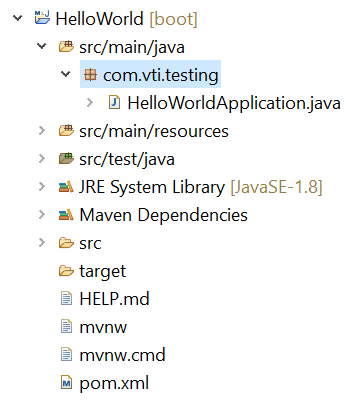 HelloWorld [boot]
src/main/java
com.vti.testing
HelloWorldApplication.java
src/main/resources
src/test/java
JRE System Library [JavaSE-1.8]
Maven Dependencies
src
target
HELP.md
mvnw
mvnw.cmd
pom.xml